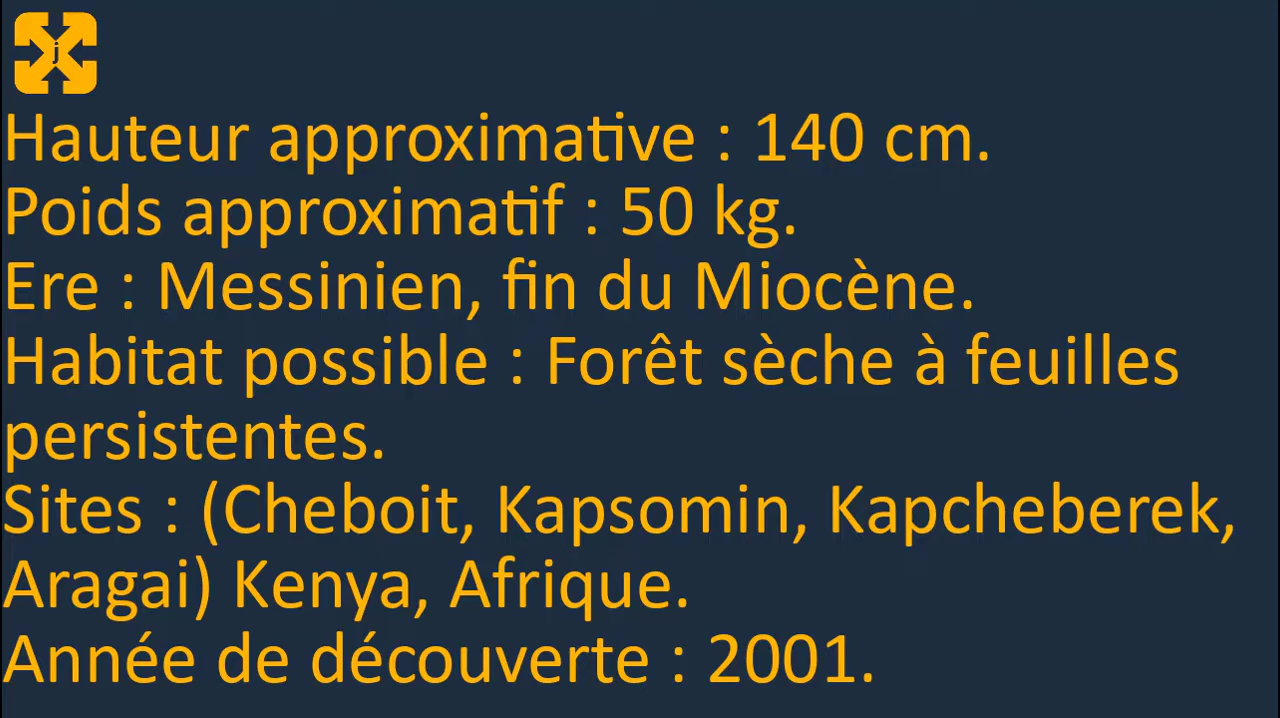 j
Hauteur approximative : 140 cm.
Poids approximatif : 50 kg.
Ere : Messinien, fin du Miocène.
Habitat possible : Forêt sèche à feuilles
persistentes.
Sites : (Cheboit, Kapsomin, Kapcheberek,
Aragai) Kenya, Afrique.
Année de découverte : 2001.